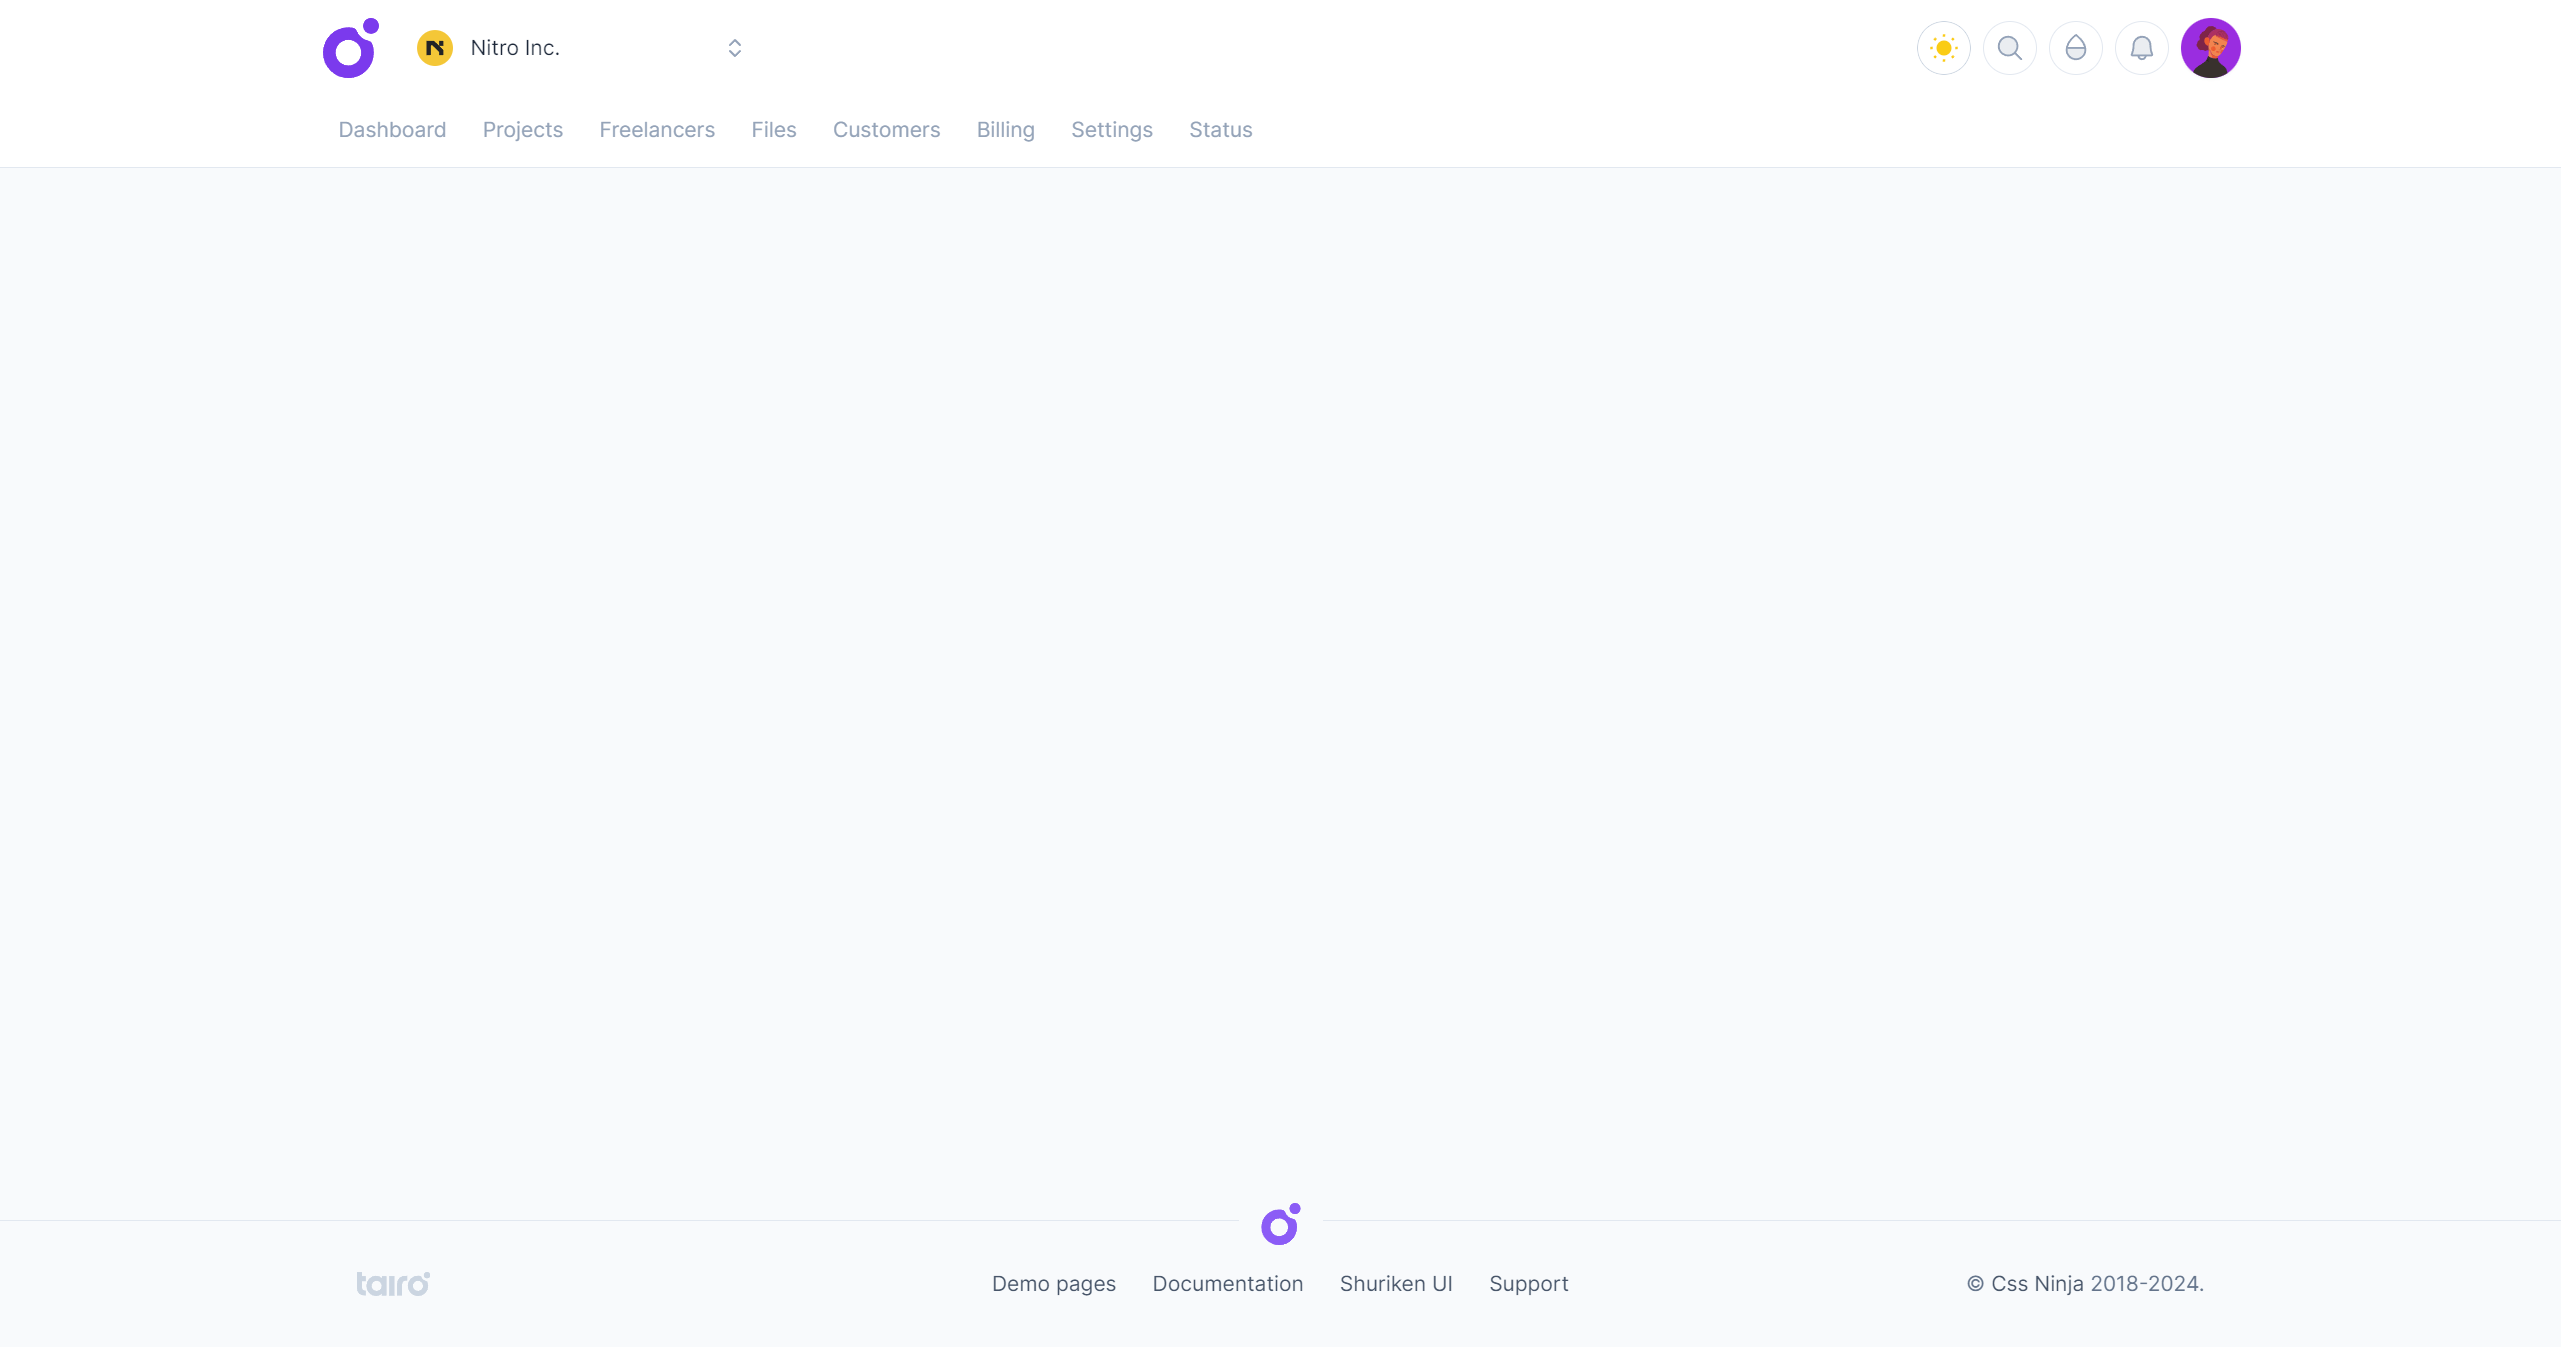 Nitro Inc.
Dashboard Projects Freelancers Files Customers Billing Settings Status
tairo Demo pages Documentation Shuriken UI Support © Css Ninja 2018-2024.